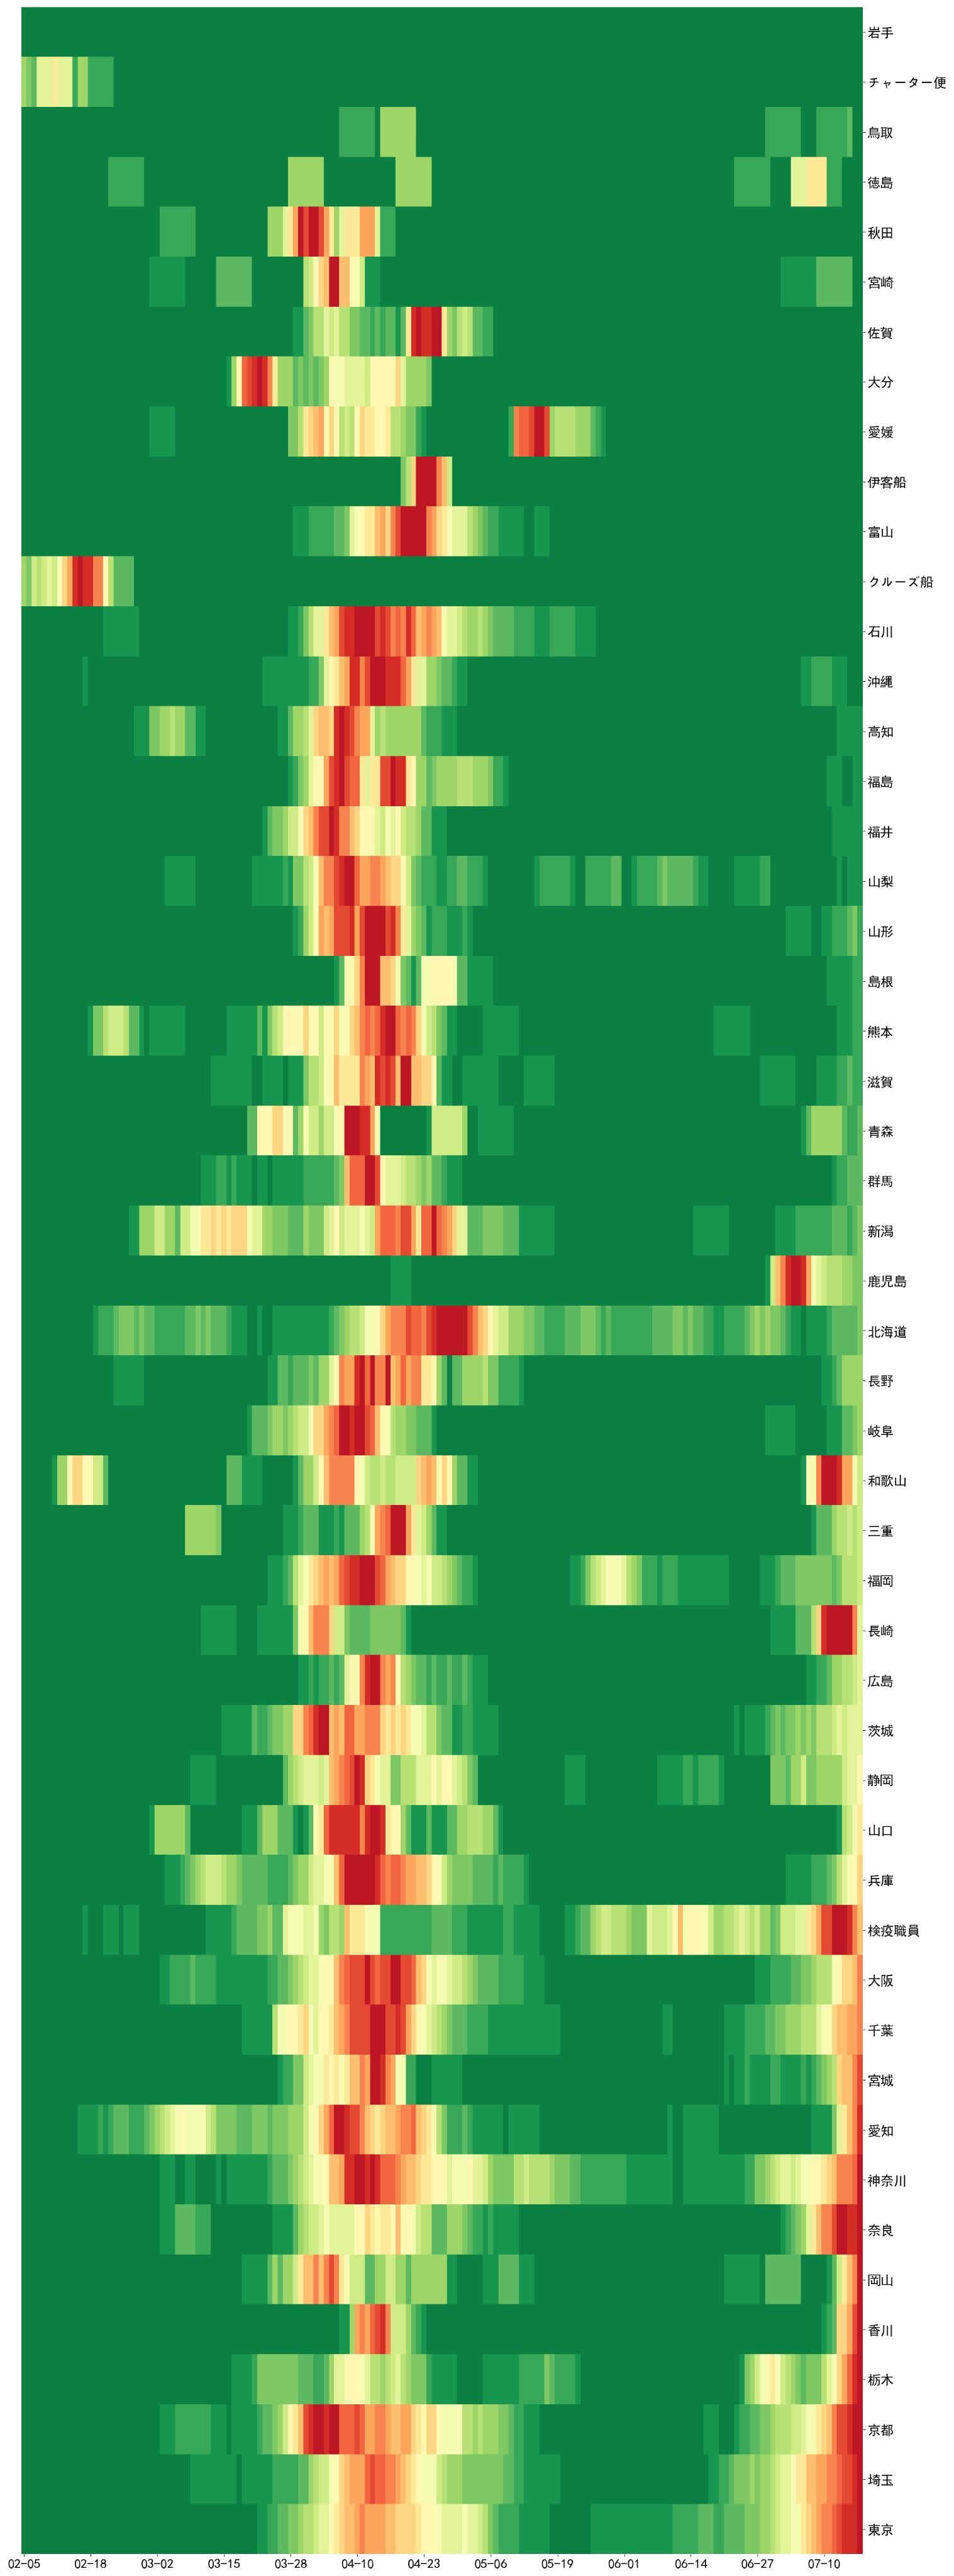 岩手
チャーター便
鳥取
徳島
秋田
宮崎
佐賀
大分
愛媛
伊客船
富山
クルーズ船
石川
沖縄
高知
福島
福井
山梨
山形
島根
熊本
滋賀
青森
群馬
新潟
鹿児島
北海道
長野
岐阜
和歌山
三重
福岡
長崎
広島
茨城
静岡
山口
兵庫
検疫職員
大阪
千葉
宮城
愛知
神奈川
奈良
岡山
香川
栃木
京都
埼玉
東京
02-05 02-18 03-02 03-15 03-28 04-10 04-23 05-06 05-19 06-01 06-14 06-27 07-10